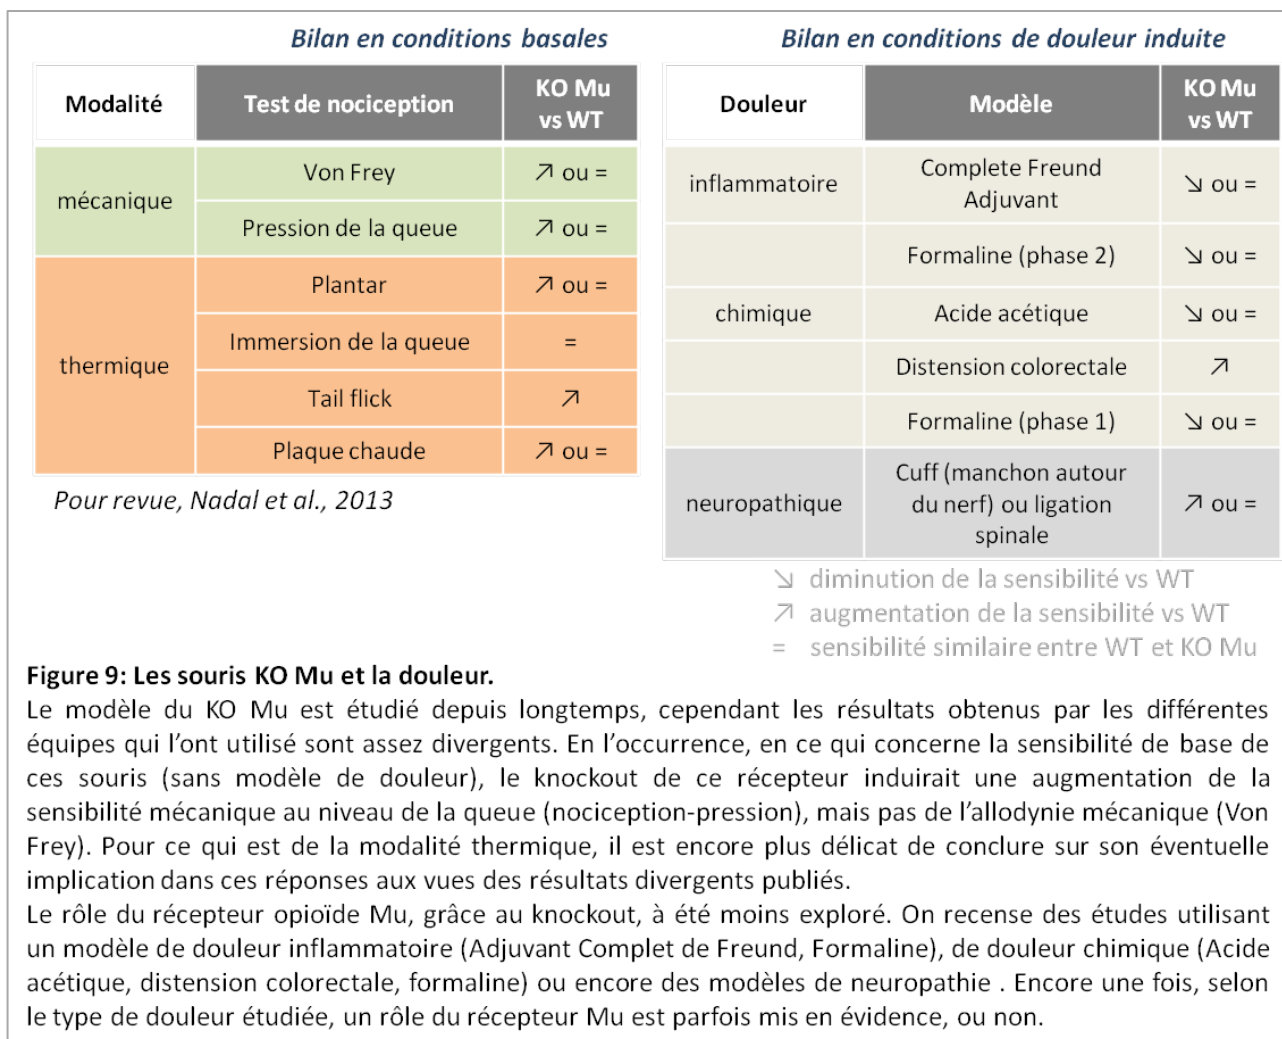 Bilan en conditions basales
Modalité Test de nociception KO Mu vs WT
mécanique Von Frey ↗ ou =
Pression de la queue ↗ ou =
thermique Plantar ↗ ou =
Immersion de la queue =
Tail flick ↗
Plaque chaude ↗ ou =
Pour revue, Nadal et al., 2013
Bilan en conditions de douleur induite
Douleur Modèle KO Mu vs WT
inflammatoire Complete Freund Adjuvant ↘ ou =
Formaline (phase 2) ↘ ou =
chimique Acide acétique ↘ ou =
Distension colorectale ↗
Formaline (phase 1) ↘ ou =
neuropathique Cuff (manchon autour du nerf) ou ligation spinale ↗ ou =
↘ diminution de la sensibilité vs WT
↗ augmentation de la sensibilité vs WT
= sensibilité similaire entre WT et KO Mu
Figure 9: Les souris KO Mu et la douleur.
Le modèle du KO Mu est étudié depuis longtemps, cependant les résultats obtenus par les différentes
équipes qui l'ont utilisé sont assez divergents. En l'occurrence, en ce qui concerne la sensibilité de base de
ces souris (sans modèle de douleur), le knockout de ce récepteur induirait une augmentation de la
sensibilité mécanique au niveau de la queue (nociception-pression), mais pas de l'allodynie mécanique (Von
Frey). Pour ce qui est de la modalité thermique, il est encore plus délicat de conclure sur son éventuelle
implication dans ces réponses aux vues des résultats divergents publiés.
Le rôle du récepteur opioïde Mu, grâce au knockout, à été moins exploré. On recense des études utilisant
un modèle de douleur inflammatoire (Adjuvant Complet de Freund, Formaline), de douleur chimique (Acide
acétique, distension colorectale, formaline) ou encore des modèles de neuropathie . Encore une fois, selon
le type de douleur étudiée, un rôle du récepteur Mu est parfois mis en évidence, ou non.